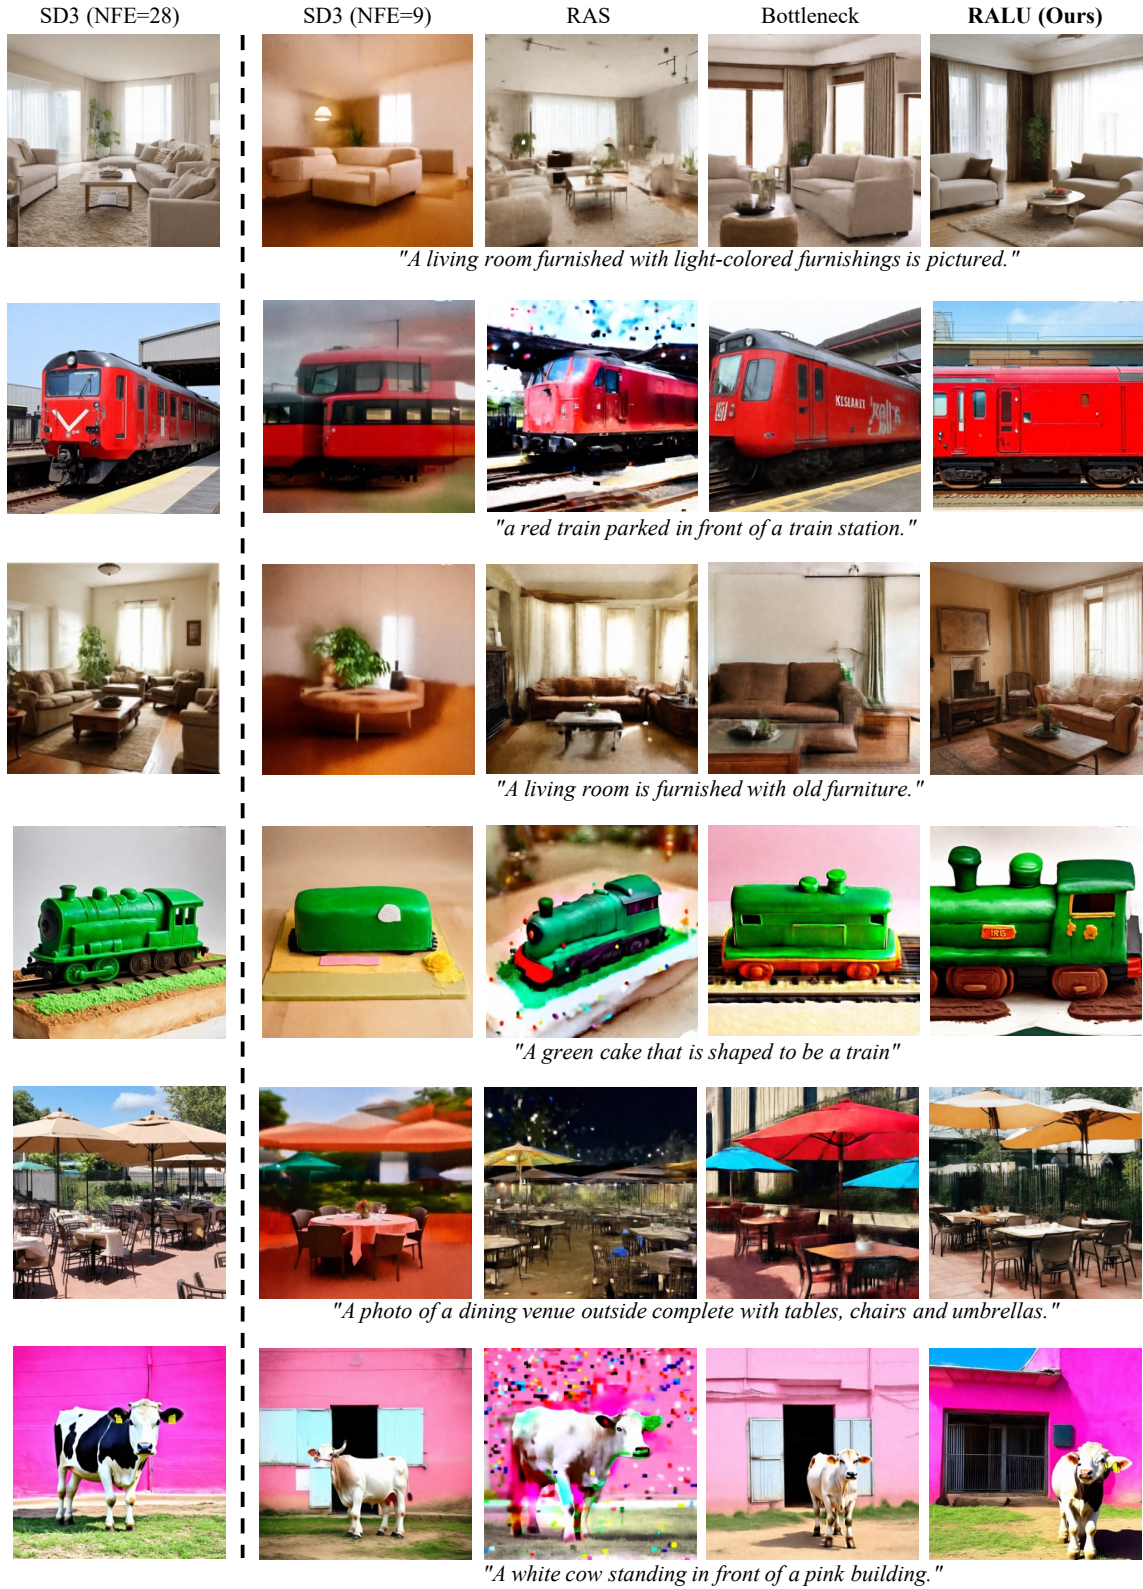 SD3 (NFE=28) SD3 (NFE=9) RAS Bottleneck RALU (Ours)
"A living room furnished with light-colored furnishings is pictured."
"a red train parked in front of a train station."
"A living room is furnished with old furniture."
"A green cake that is shaped to be a train"
"A photo of a dining venue outside complete with tables, chairs and umbrellas."
"A white cow standing in front of a pink building."